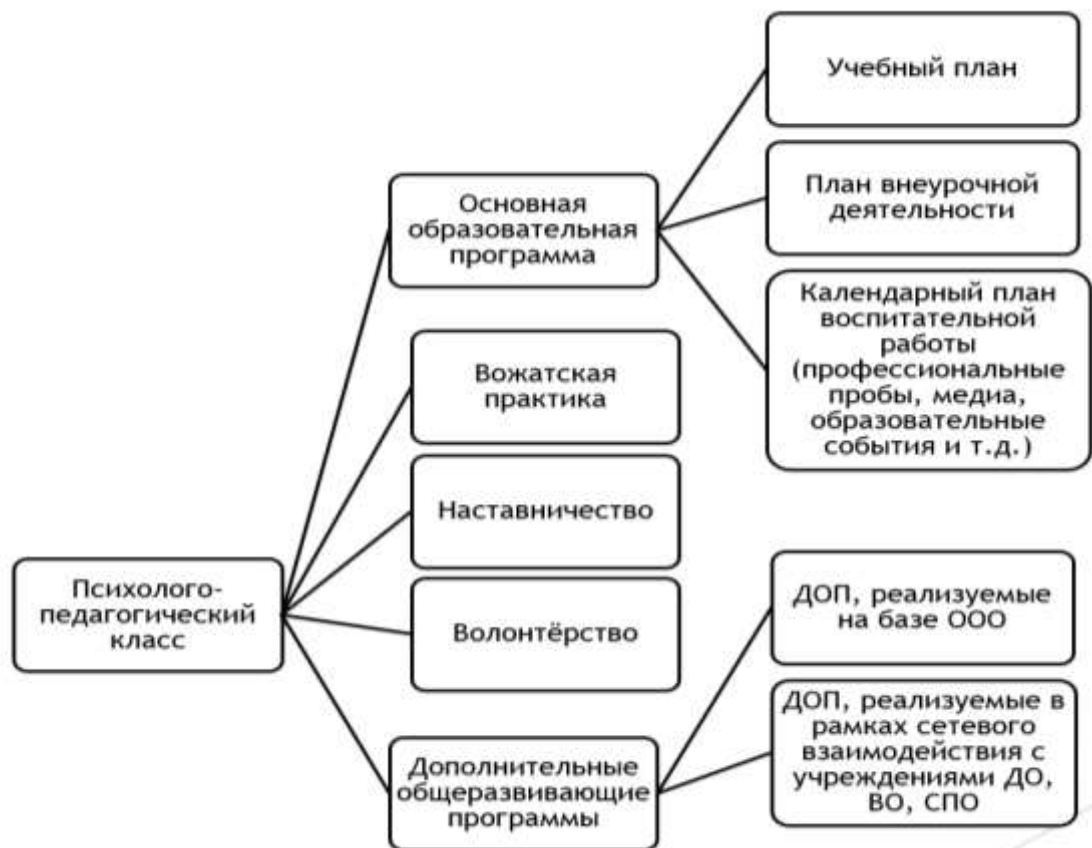 Психолого-
педагогический
класс
Основная
образовательная
программа
Учебный план
План внеурочной
деятельности
Календарный план
воспитательной
работы
(профессиональные
пробы, медиа,
образовательные
события и т.д.)
Вожатская
практика
Наставничество
Волонтёрство
Дополнительные
общеразвивающие
программы
ДОП, реализуемые
на базе ООО
ДОП, реализуемые в
рамках сетевого
взаимодействия с
учреждениями ДО,
ВО, СПО